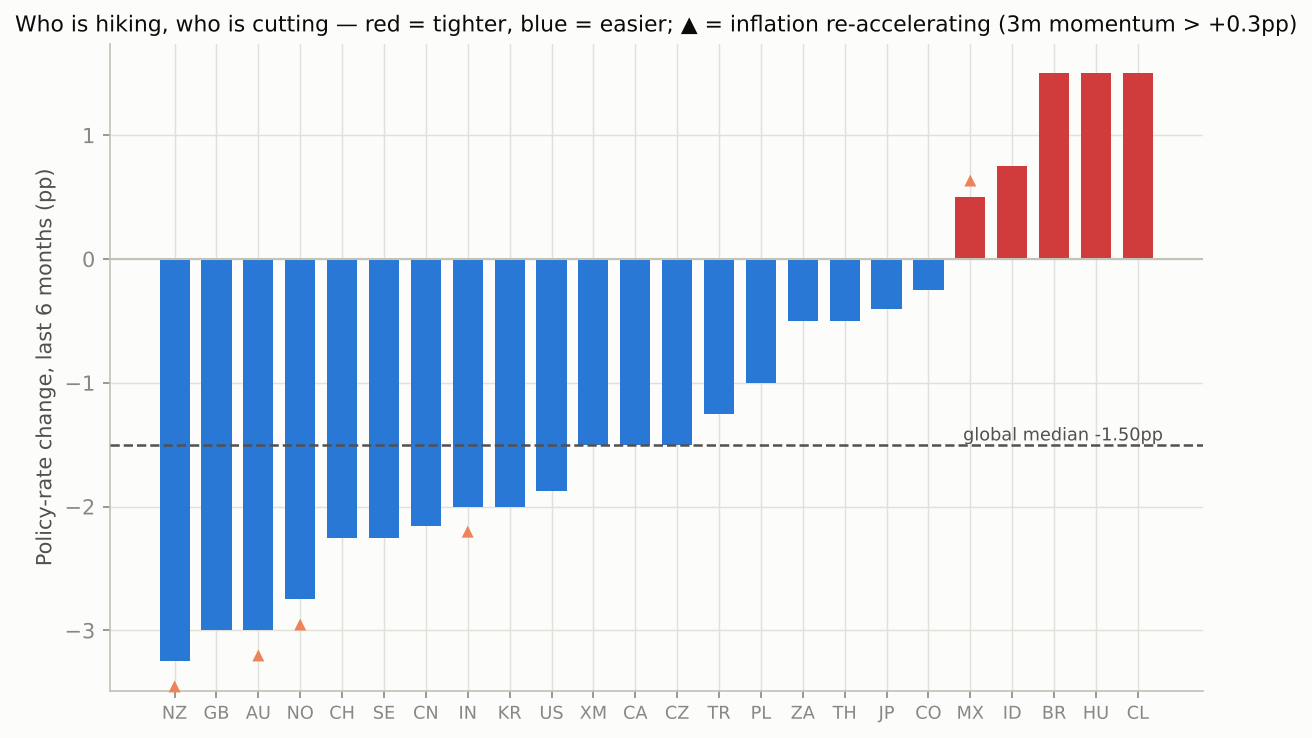 Who is hiking, who is cutting — red = tighter, blue = easier; ▲ = inflation re-accelerating (3m momentum > +0.3pp)
Policy-rate change, last 6 months (pp)
1
0
−1
−2
−3
global median -1.50pp
NZ GB AU NO CH SE CN IN KR US XM CA CZ TR PL ZA TH JP CO MX ID BR HU CL